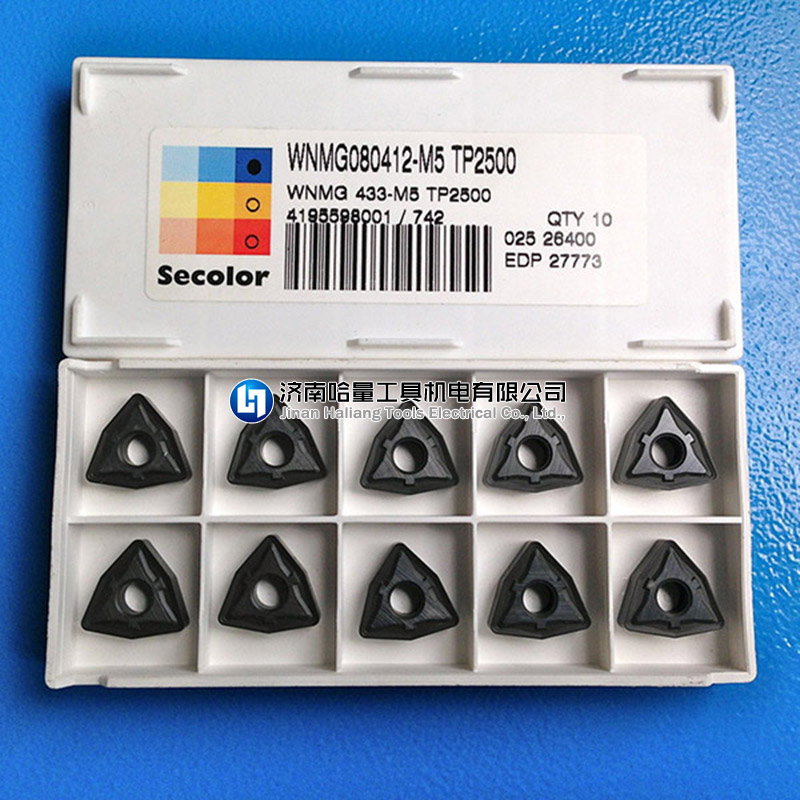 WNMG080412-M5 TP2500
WNMG 433-M5 TP2500
4195598001 / 742
QTY 10
025 26400
EDP 27773
Secolor
济南哈量工具机电有限公司
Jinan Haliang Tools Electrical Co., Ltd.,